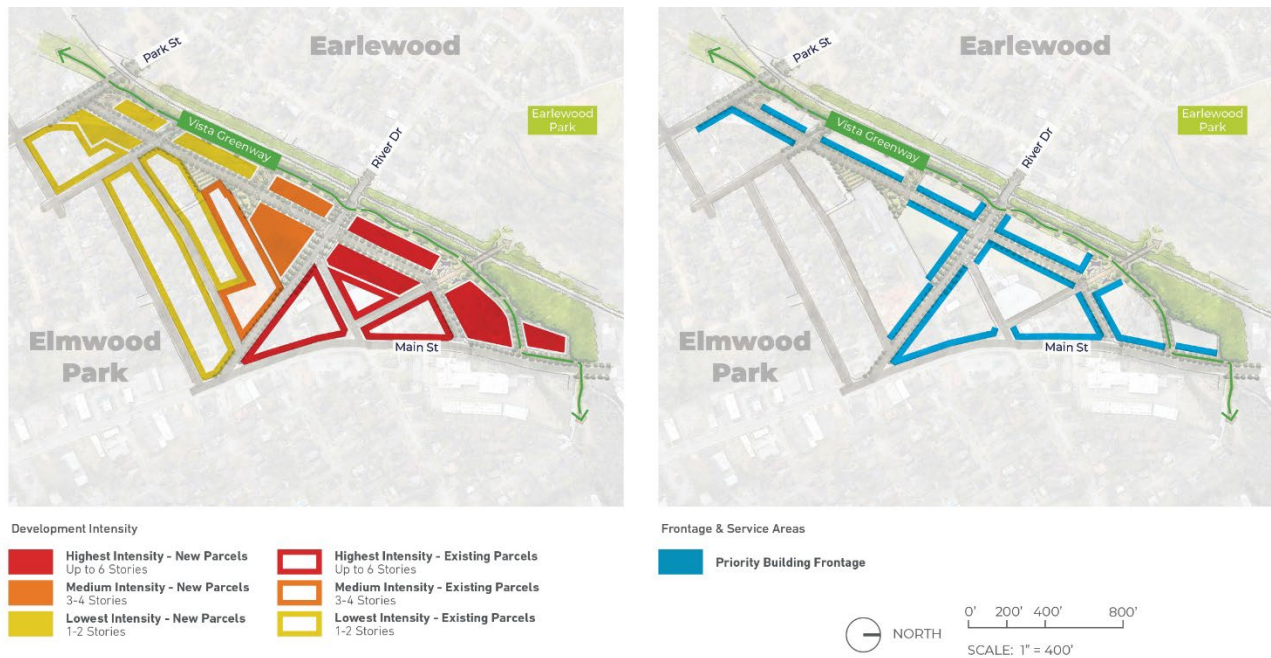 Earlewood
Park St
Earlewood
Park
Vista Greenway
River Dr
Elmwood
Park
Main St
Earlewood
Park St
Earlewood
Park
Vista Greenway
River Dr
Elmwood
Park
Main St
Development Intensity
Highest Intensity - New Parcels
Up to 6 Stories
Medium Intensity - New Parcels
3-4 Stories
Lowest Intensity - New Parcels
1-2 Stories
Highest Intensity - Existing Parcels
Up to 6 Stories
Medium Intensity - Existing Parcels
3-4 Stories
Lowest Intensity - Existing Parcels
1-2 Stories
Frontage & Service Areas
Priority Building Frontage
NORTH
0' 200' 400' 800'
SCALE: 1" = 400'